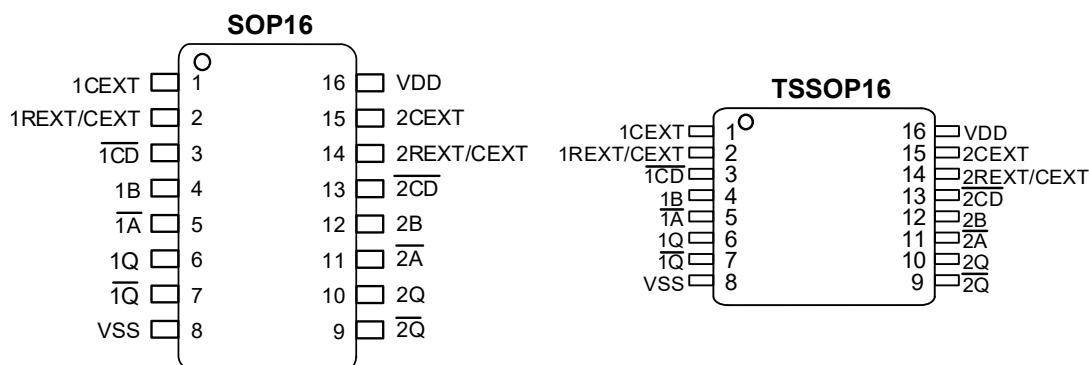 SOP16
1CEXT 1 16 VDD
1REXT/CEXT 2 15 2CEXT
1CD 3 14 2REXT/CEXT
1B 4 13 2CD
1A 5 12 2B
1Q 6 11 2A
1Q 7 10 2Q
VSS 8 9 2Q
TSSOP16
1CEXT 1 16 VDD
1REXT/CEXT 2 15 2CEXT
1CD 3 14 2REXT/CEXT
1B 4 13 2CD
1A 5 12 2B
1Q 6 11 2A
1Q 7 10 2Q
VSS 8 9 2Q